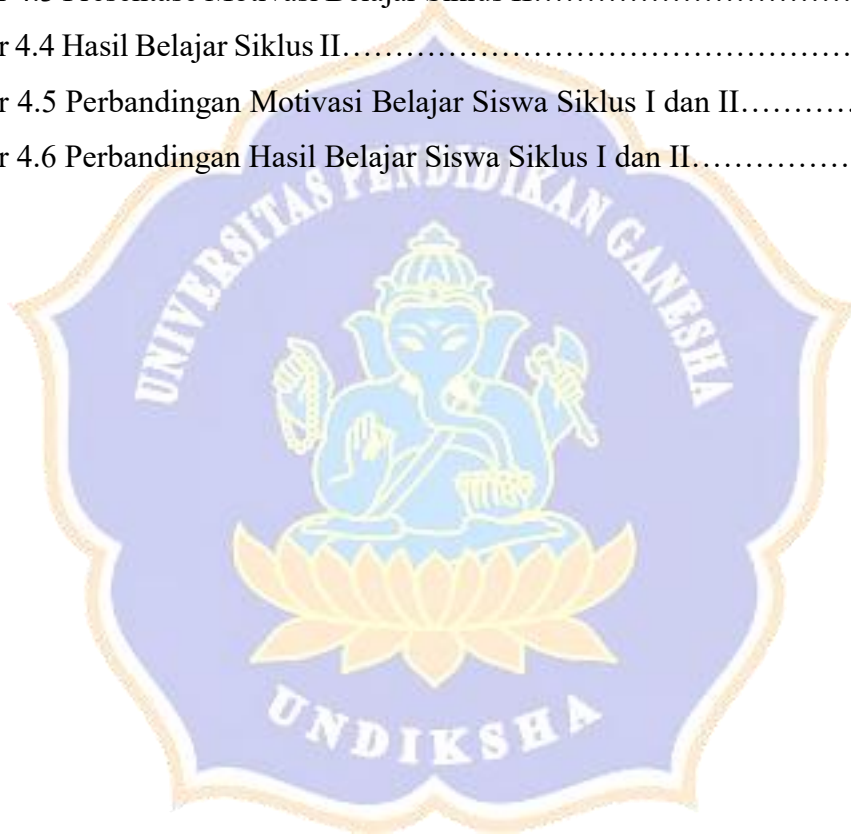 r 4.4 Hasil Belajar Siklus II……………………………………………
r 4.5 Perbandingan Motivasi Belajar Siswa Siklus I dan II…………
r 4.6 Perbandingan Hasil Belajar Siswa Siklus I dan II………………
UNIVERSITAS PENDIDIKAN GANESHA
UNDIKSHA